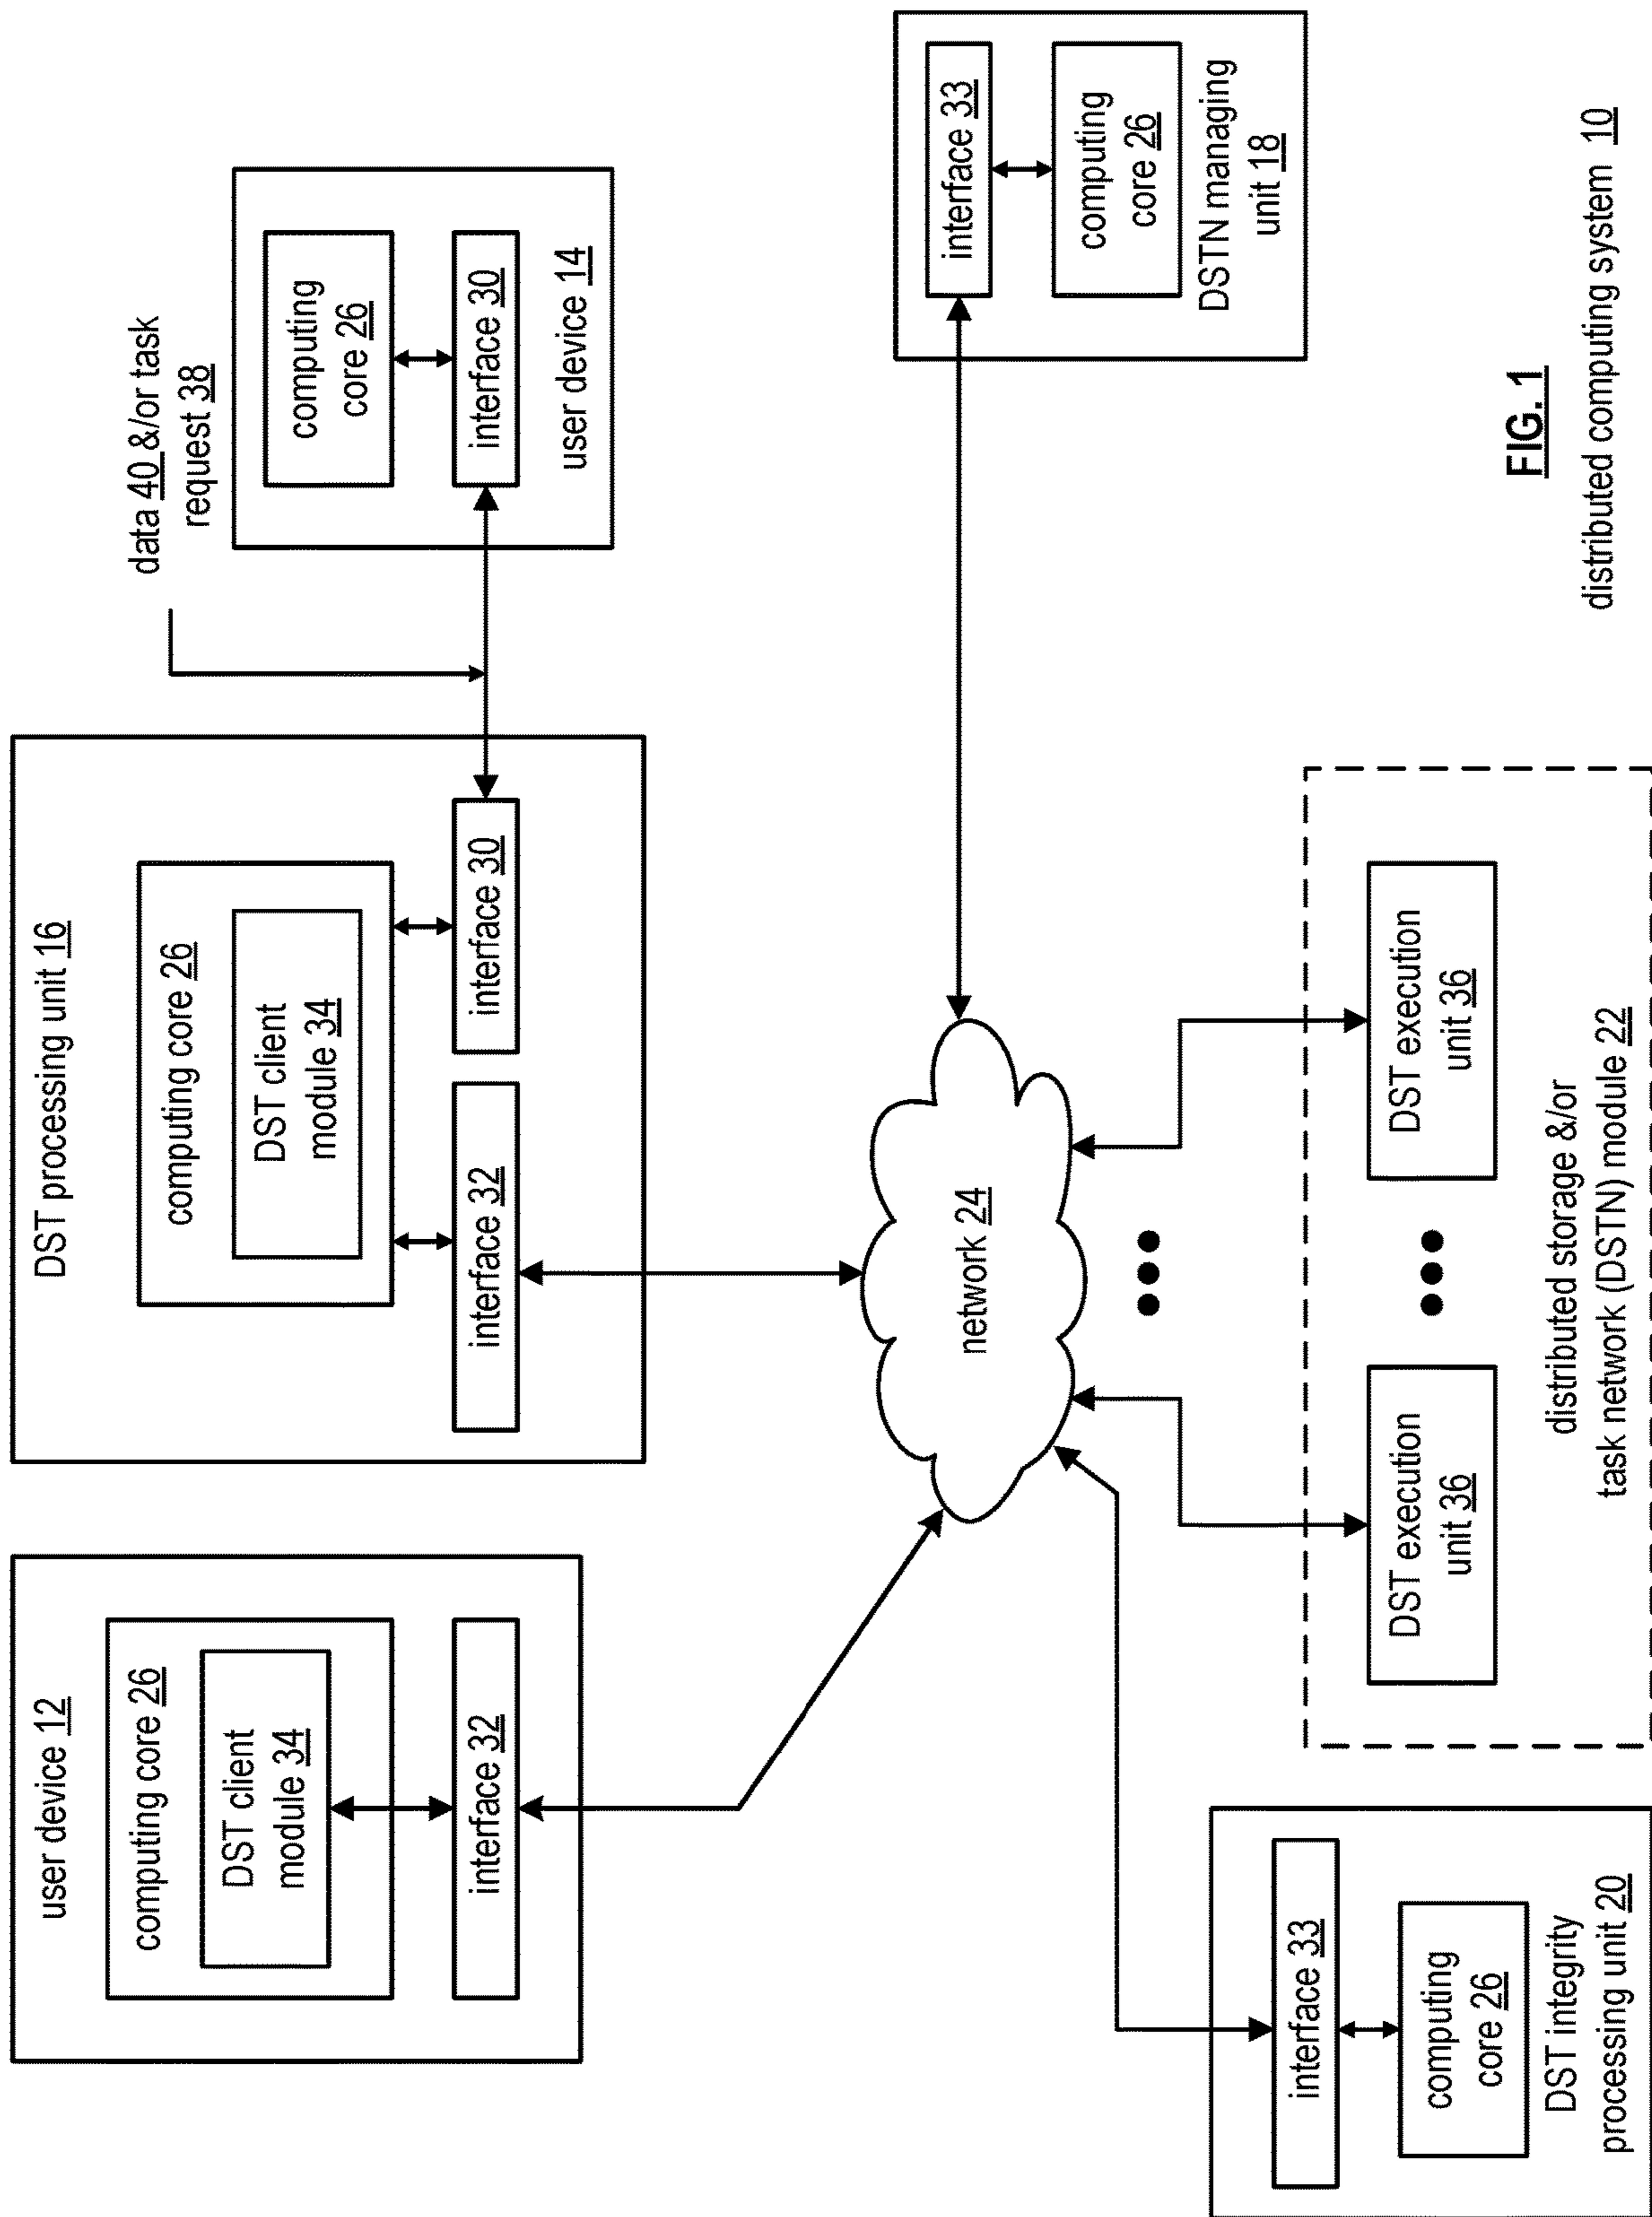 user device 12
computing core 26
DST client
module 34
interface 32
DST processing unit 16
computing core 26
DST client
module 34
interface 32
interface 30
data 40 &/or task
request 38
computing
core 26
interface 30
user device 14
network 24
interface 33
computing
core 26
DSTN managing
unit 18
interface 33
computing
core 26
DST integrity
processing unit 20
DST execution
unit 36
DST execution
unit 36
distributed storage &/or
task network (DSTN) module 22
FIG. 1
distributed computing system 10